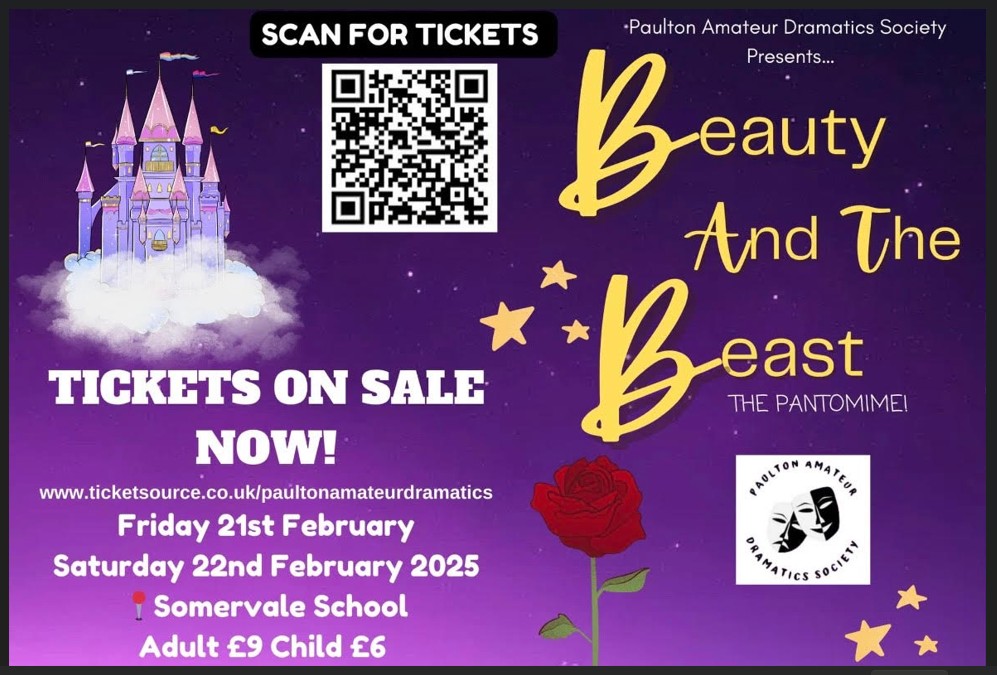 SCAN FOR TICKETS
Paulton Amateur Dramatics Society
Presents...
Beauty
And The
Beast
THE PANTOMIME!
TICKETS ON SALE
NOW!
www.ticketsource.co.uk/paultonamateurdramatics
Friday 21st February
Saturday 22nd February 2025
Somervale School
Adult £9 Child £6
PAULTON AMATEUR
DRAMATICS SOCIETY